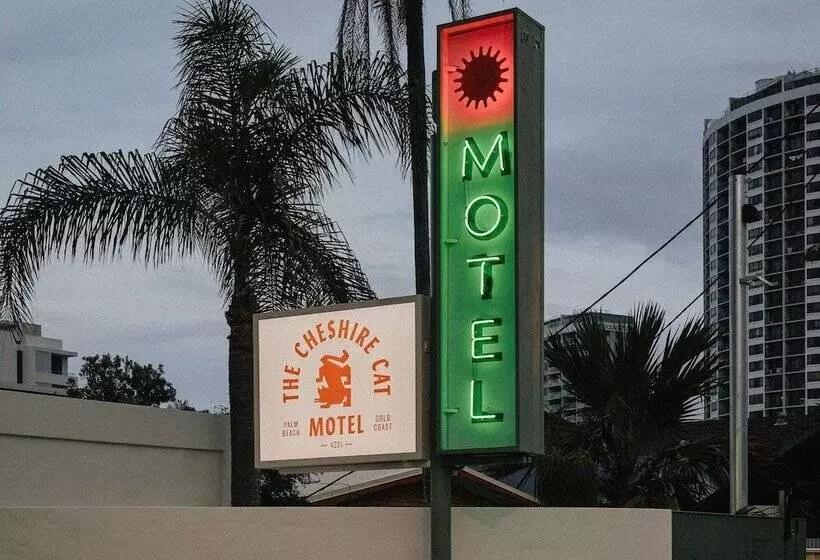 THE CHESHIRE CAT
PALM
BEACH
GOLD
COAST
MOTEL
~ 4221 ~
MOTEL